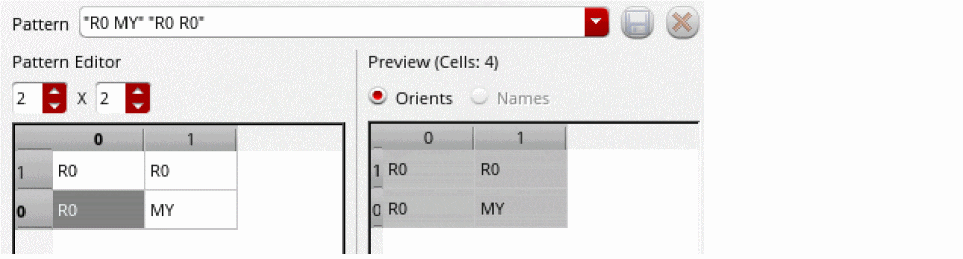 Pattern "R0 MY" "R0 R0"
Pattern Editor
Preview (Cells: 4)
2 X 2
Orients Names
0 1
1 R0 R0
0 R0 MY
0 1
1 R0 R0
0 R0 MY